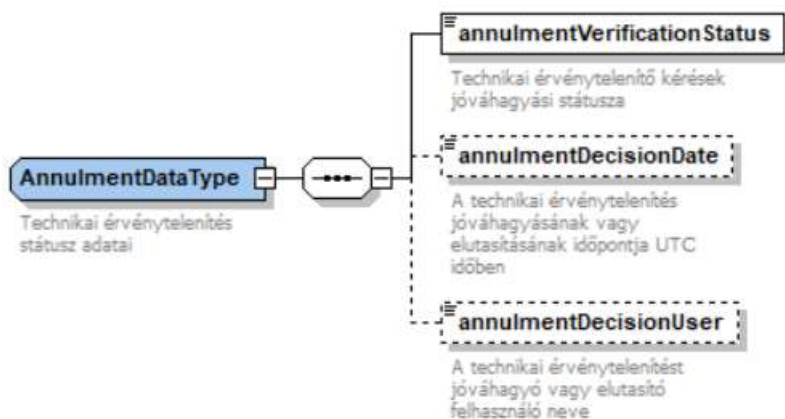 annulmentVerificationStatus
Technikai érvénytelenítő kérések
jóváhagyási státusza
AnnulmentDataType
Technikai érvénytelenítés
státusz adatai
annulmentDecisionDate
A technikai érvénytelenítés
jóváhagyásának vagy
elutasításának időpontja UTC
időben
annulmentDecisionUser
A technikai érvénytelenítést
jóváhagyó vagy elutasító
felhasználó neve